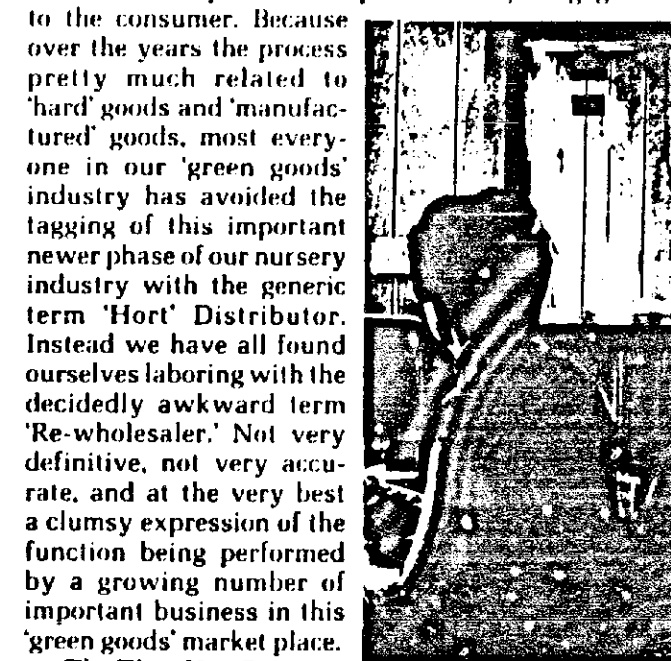 to the consumer. Because
over the years the process
pretty much related to
'hard' goods and 'manufac-
tured' goods, most every-
one in our 'green goods'
industry has avoided the
tagging of this important
newer phase of our nursery
industry with the generic
term 'Hort' Distributor.
Instead we have all found
ourselves laboring with the
decidedly awkward term
'Re-wholesaler.' Not very
definitive, not very accu-
rate, and at the very best
a clumsy expression of the
function being performed
by a growing number of
important business in this
'green goods' market place.